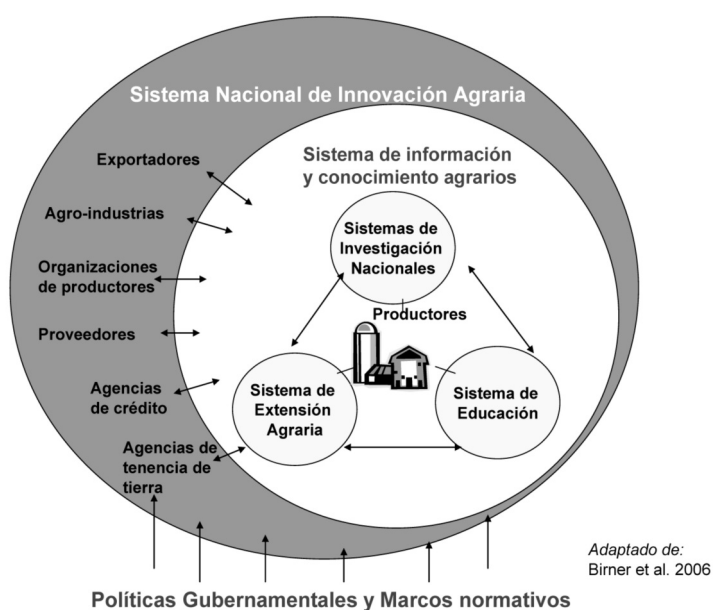 Sistema Nacional de Innovación Agraria
Exportadores
Agro-industrias
Organizaciones
de productores
Proveedores
Agencias
de crédito
Agencias de
tenencia de
tierra
Sistema de información
y conocimiento agrarios
Sistemas de
Investigación
Nacionales
Productores
Sistema de
Extensión
Agraria
Sistema de
Educación
Adaptado de:
Birner et al. 2006
Políticas Gubernamentales y Marcos normativos